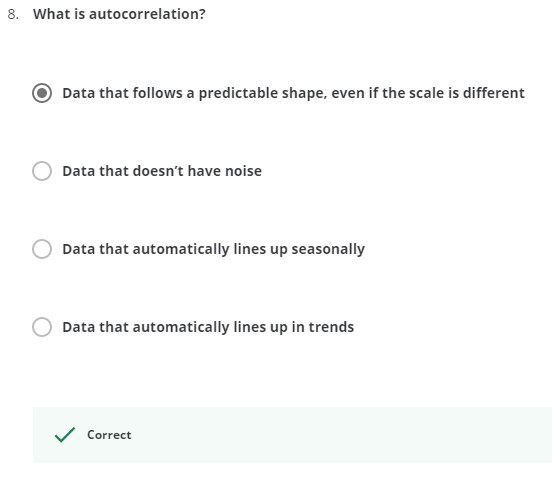 8. What is autocorrelation?
Data that follows a predictable shape, even if the scale is different
Data that doesn’t have noise
Data that automatically lines up seasonally
Data that automatically lines up in trends
Correct